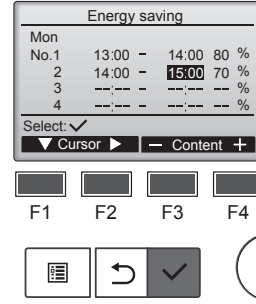 Energy saving
Mon
No.1 13:00 - 14:00 80 %
2 14:00 - 15:00 70 %
3 --:-- - --:-- -- %
4 --:-- - --:-- -- %
Select: ✓
▼ Cursor ▶ — Content +
F1 F2 F3 F4